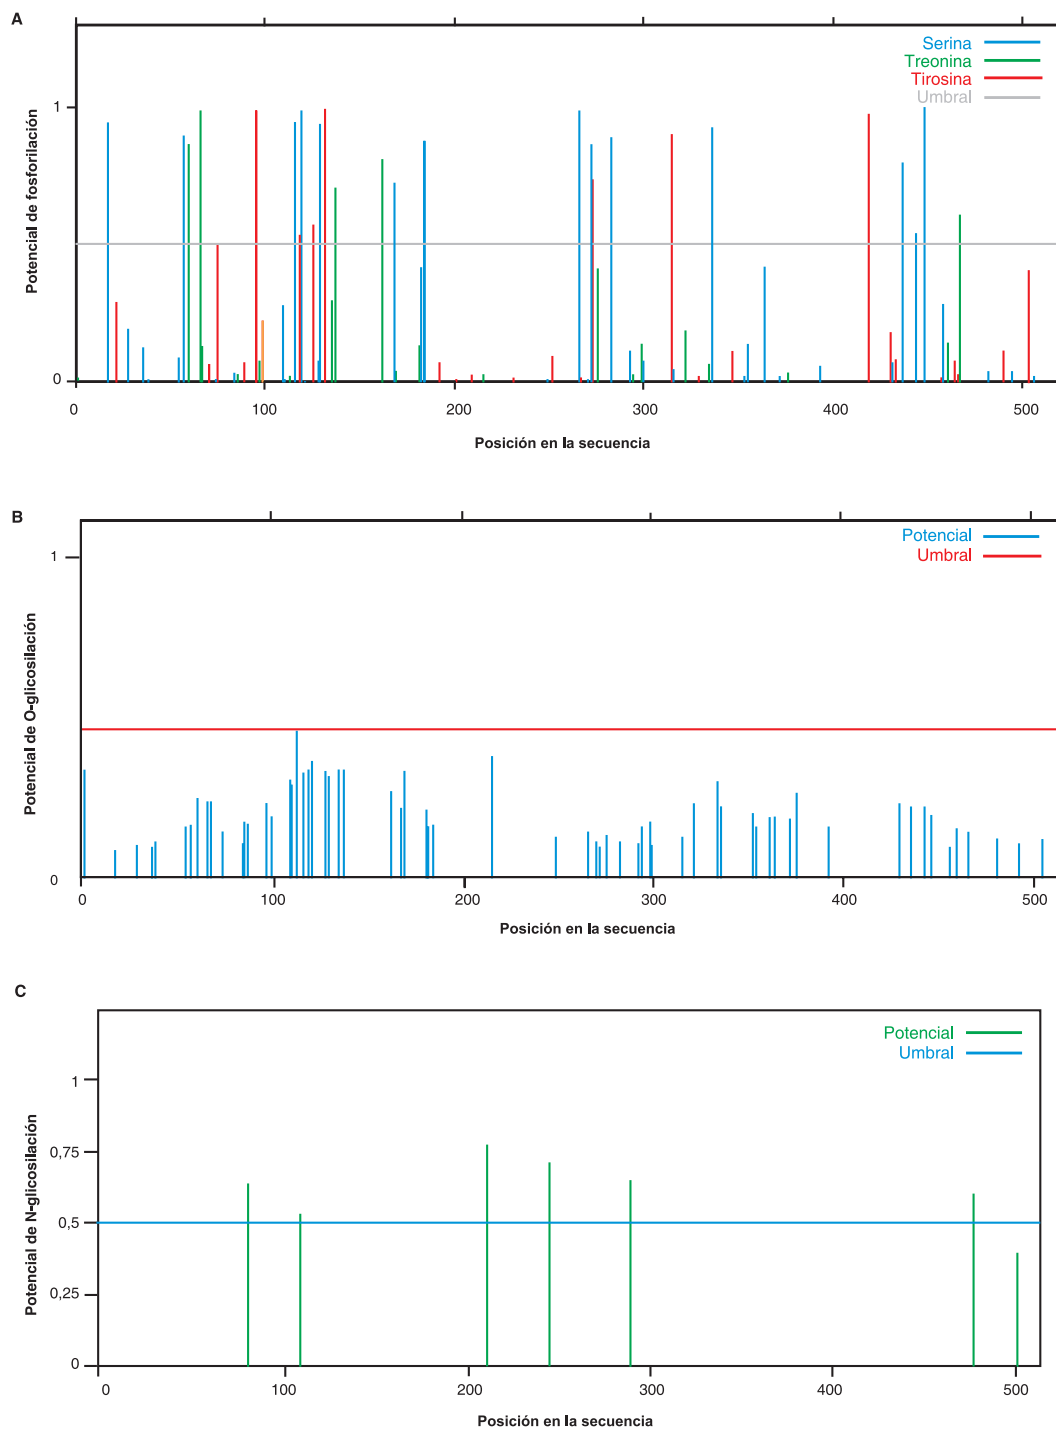 A
Serina
Treonina
Tirosina
Umbral
Potencial de fosforilación
1
0
0 100 200 300 400 500
Posición en la secuencia
B
Potencial
Umbral
Potencial de O-glicosilación
1
0
0 100 200 300 400 500
Posición en la secuencia
C
Potencial
Umbral
Potencial de N-glicosilación
1
0,75
0,5
0,25
0
0 100 200 300 400 500
Posición en la secuencia